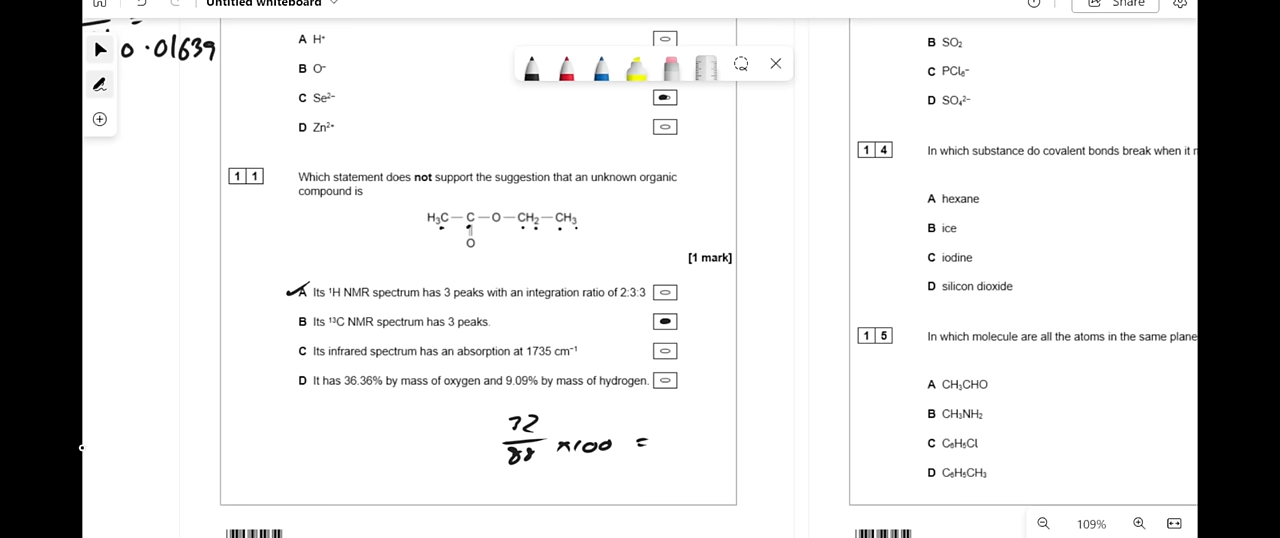 Untitled whiteboard
Share
0.01639
A H⁺
B O⁻
C Se²⁻
D Zn²⁺
1 1 Which statement does not support the suggestion that an unknown organic
compound is
H₃C — C — O — CH₂ — CH₃
O
[1 mark]
A Its ¹H NMR spectrum has 3 peaks with an integration ratio of 2:3:3
B Its ¹³C NMR spectrum has 3 peaks.
C Its infrared spectrum has an absorption at 1735 cm⁻¹
D It has 36.36% by mass of oxygen and 9.09% by mass of hydrogen.
32
88 ×100 =
B SO₂
C PCl₆⁻
D SO₄²⁻
1 4 In which substance do covalent bonds break when it
A hexane
B ice
C iodine
D silicon dioxide
1 5 In which molecule are all the atoms in the same plane
A CH₃CHO
B CH₃NH₂
C C₆H₅Cl
D C₆H₅CH₃
109%